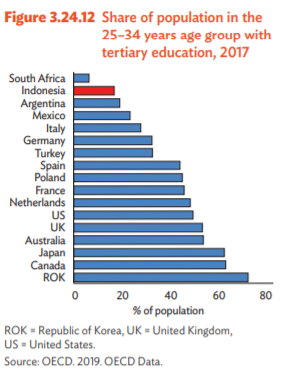 Figure 3.24.12 Share of population in the
25–34 years age group with
tertiary education, 2017
South Africa
Indonesia
Argentina
Mexico
Italy
Germany
Turkey
Spain
Poland
France
Netherlands
US
UK
Australia
Japan
Canada
ROK
0 20 40 60 80
% of population
ROK = Republic of Korea, UK = United Kingdom,
US = United States.
Source: OECD. 2019. OECD Data.